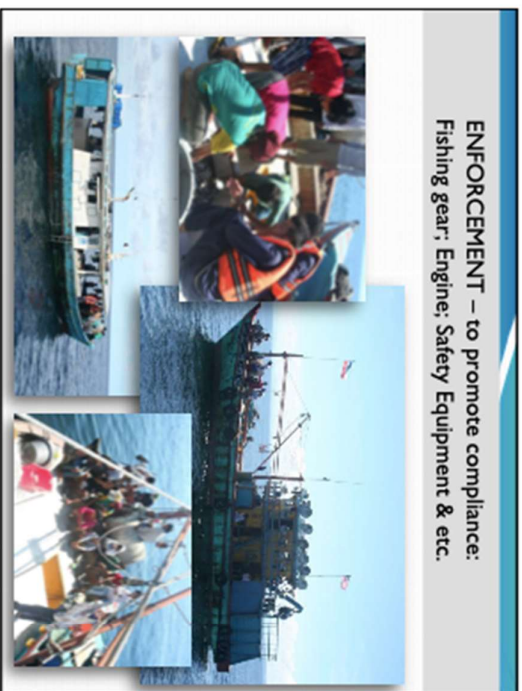 ENFORCEMENT – to promote compliance:
Fishing gear; Engine; Safety Equipment & etc.